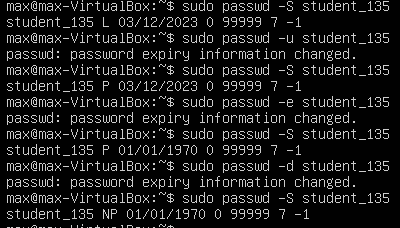 max@max-VirtualBox:~$ sudo passwd -S student_135
student_135 L 03/12/2023 0 99999 7 -1
max@max-VirtualBox:~$ sudo passwd -u student_135
passwd: password expiry information changed.
max@max-VirtualBox:~$ sudo passwd -S student_135
student_135 P 03/12/2023 0 99999 7 -1
max@max-VirtualBox:~$ sudo passwd -e student_135
passwd: password expiry information changed.
max@max-VirtualBox:~$ sudo passwd -S student_135
student_135 P 01/01/1970 0 99999 7 -1
max@max-VirtualBox:~$ sudo passwd -d student_135
passwd: password expiry information changed.
max@max-VirtualBox:~$ sudo passwd -S student_135
student_135 NP 01/01/1970 0 99999 7 -1